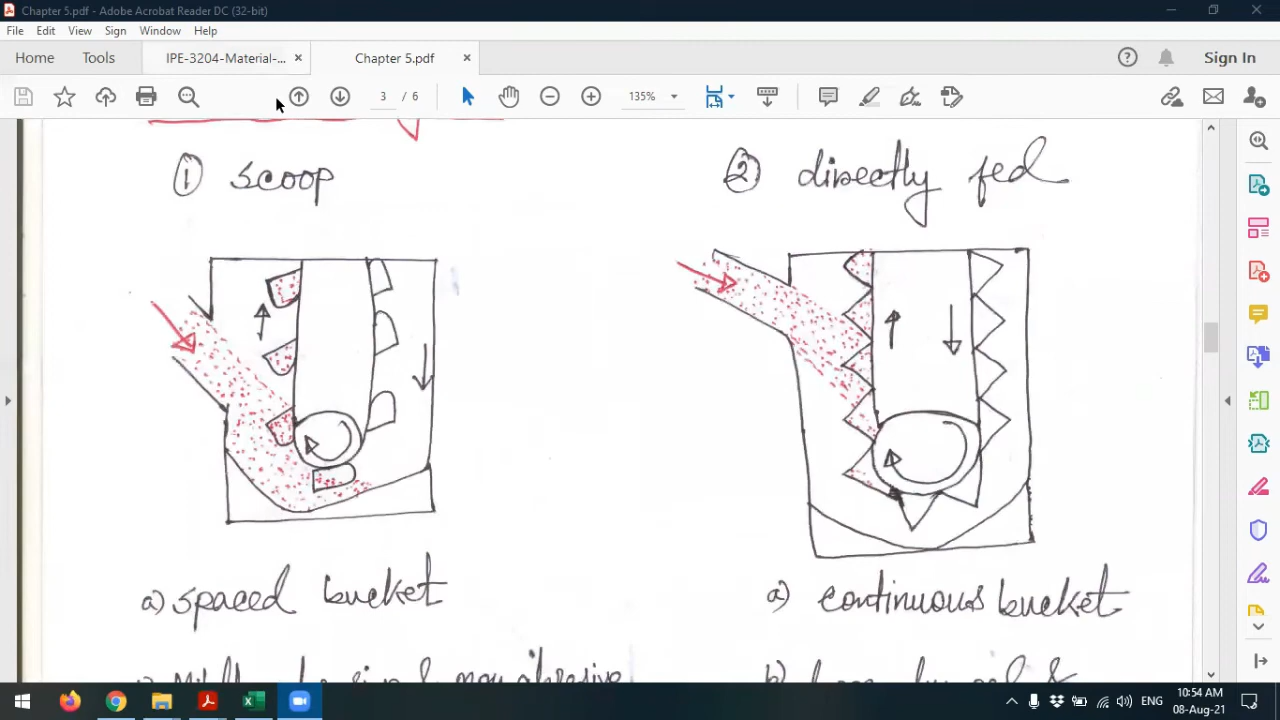 Chapter 5.pdf - Adobe Acrobat Reader DC (32-bit)
File Edit View Sign Window Help
Home Tools IPE-3204-Material-... × Chapter 5.pdf × Sign In
3 / 6 135%
① scoop
② directly fed
a) spaced bucket
a) continuous bucket
ENG
10:54 AM
08-Aug-21